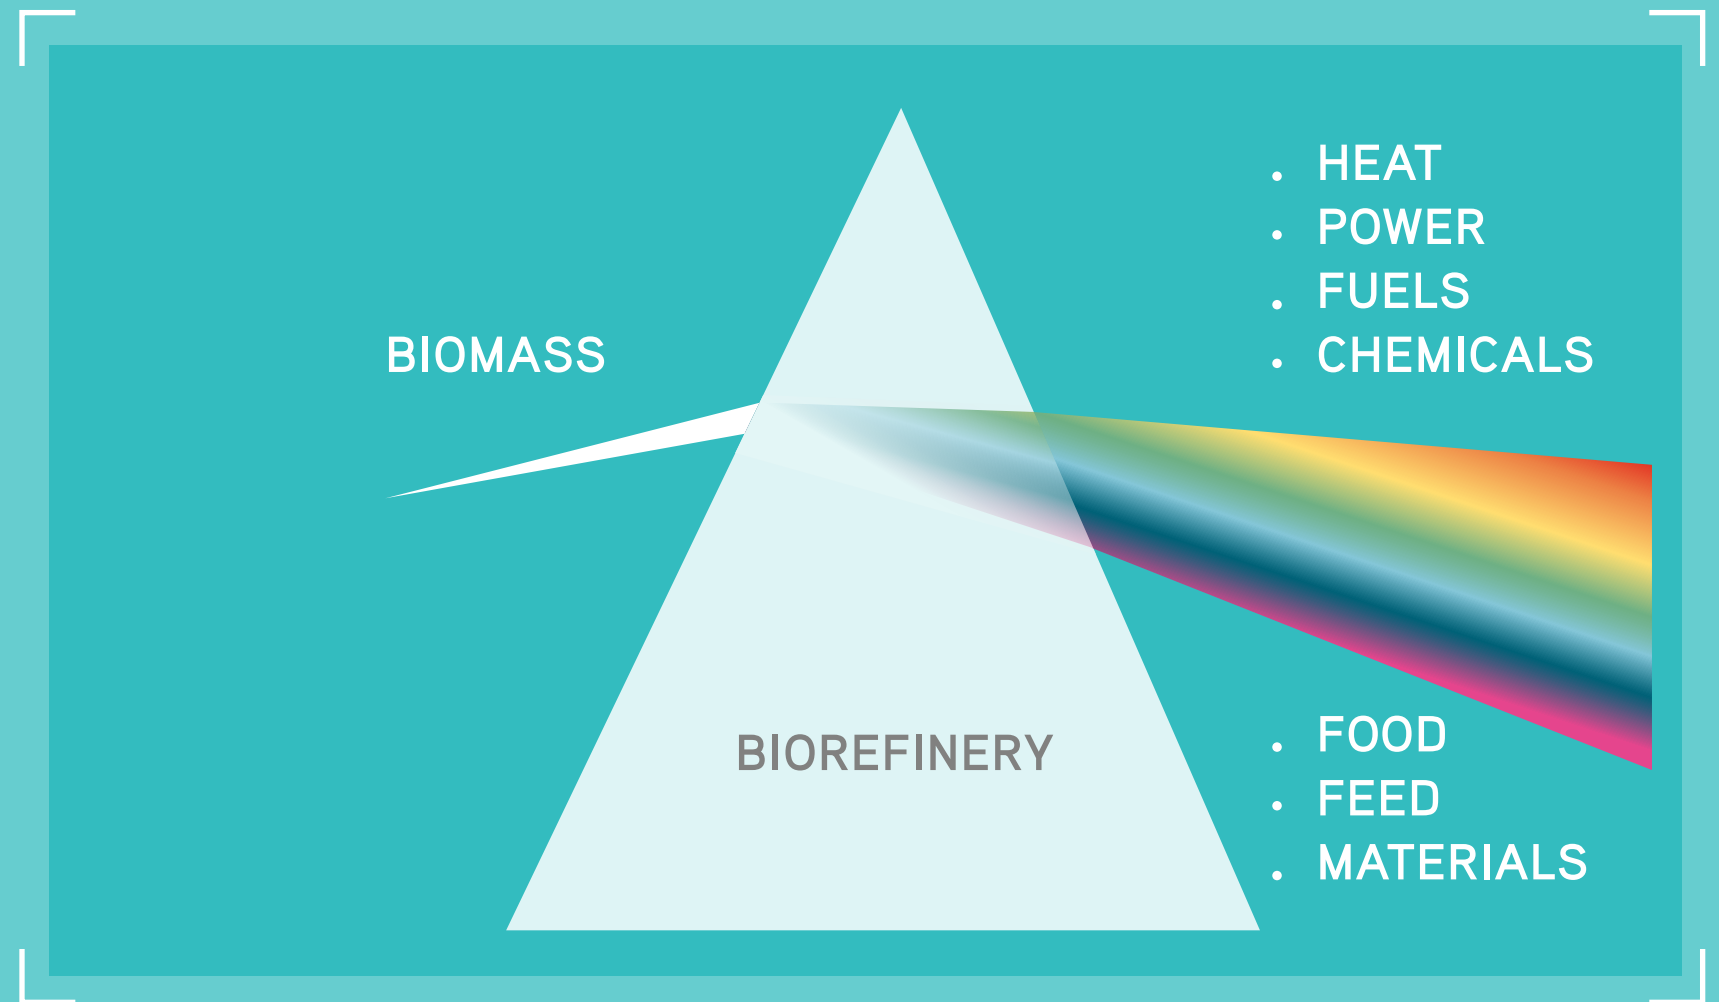 BIOMASS
BIOREFINERY
• HEAT
• POWER
• FUELS
• CHEMICALS
• FOOD
• FEED
• MATERIALS